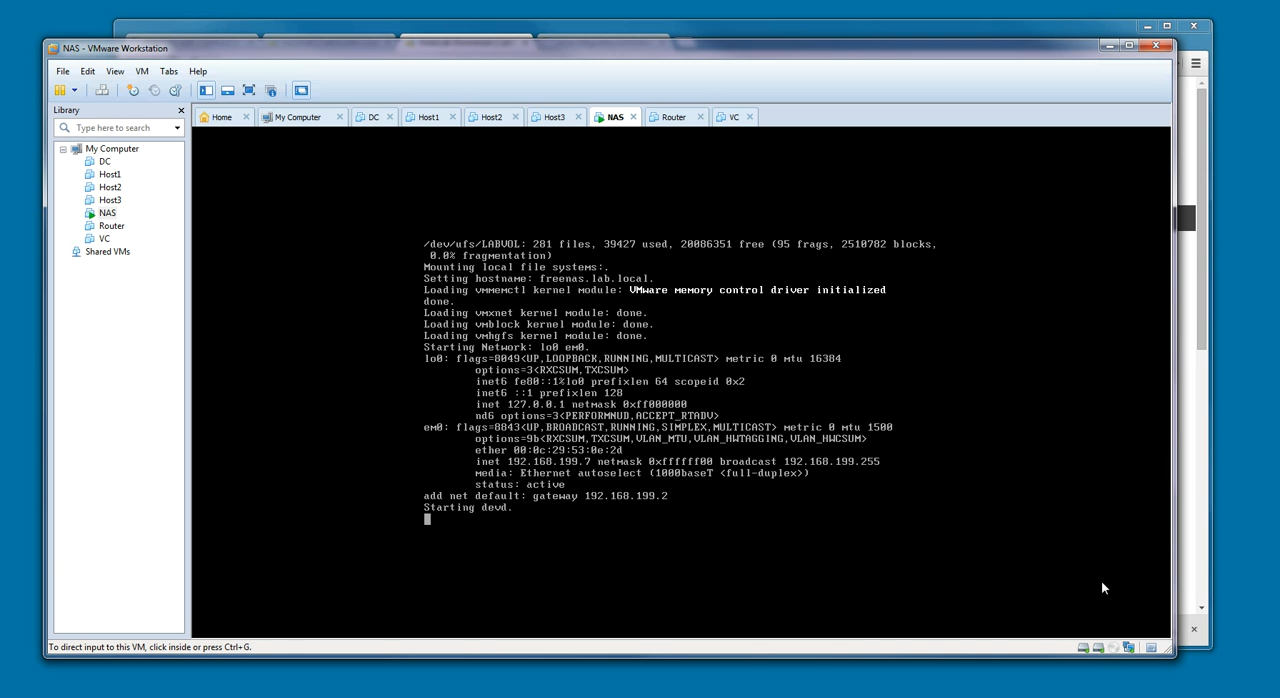 NAS - VMware Workstation
File Edit View VM Tabs Help
Library
Type here to search
My Computer
DC
Host1
Host2
Host3
NAS
Router
VC
Shared VMs
Home My Computer DC Host1 Host2 Host3 NAS Router VC
/dev/ufs/LABVOL: 281 files, 39427 used, 20086351 free (95 frags, 2510782 blocks,
0.0% fragmentation)
Mounting local file systems:.
Setting hostname: freenas.lab.local.
Loading vmmemctl kernel module: VMware memory control driver initialized
done.
Loading vmxnet kernel module: done.
Loading vmblock kernel module: done.
Loading vmhgfs kernel module: done.
Starting Network: lo0 em0.
lo0: flags=8049<UP,LOOPBACK,RUNNING,MULTICAST> metric 0 mtu 16384
options=3<RXCSUM,TXCSUM>
inet6 fe80::1%lo0 prefixlen 64 scopeid 0x2
inet6 ::1 prefixlen 128
inet 127.0.0.1 netmask 0xff000000
nd6 options=3<PERFORMNUD,ACCEPT_RTADV>
em0: flags=8843<UP,BROADCAST,RUNNING,SIMPLEX,MULTICAST> metric 0 mtu 1500
options=9b<RXCSUM,TXCSUM,VLAN_MTU,VLAN_HWTAGGING,VLAN_HWCSUM>
ether 00:0c:29:53:0e:2d
inet 192.168.199.7 netmask 0xffffff00 broadcast 192.168.199.255
media: Ethernet autoselect (1000baseT <full-duplex>)
status: active
add net default: gateway 192.168.199.2
Starting devd.
To direct input to this VM, click inside or press Ctrl+G.